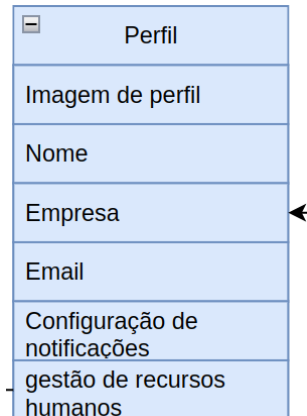 Perfil
Imagem de perfil
Nome
Empresa
Email
Configuração de
notificações
gestão de recursos
humanos